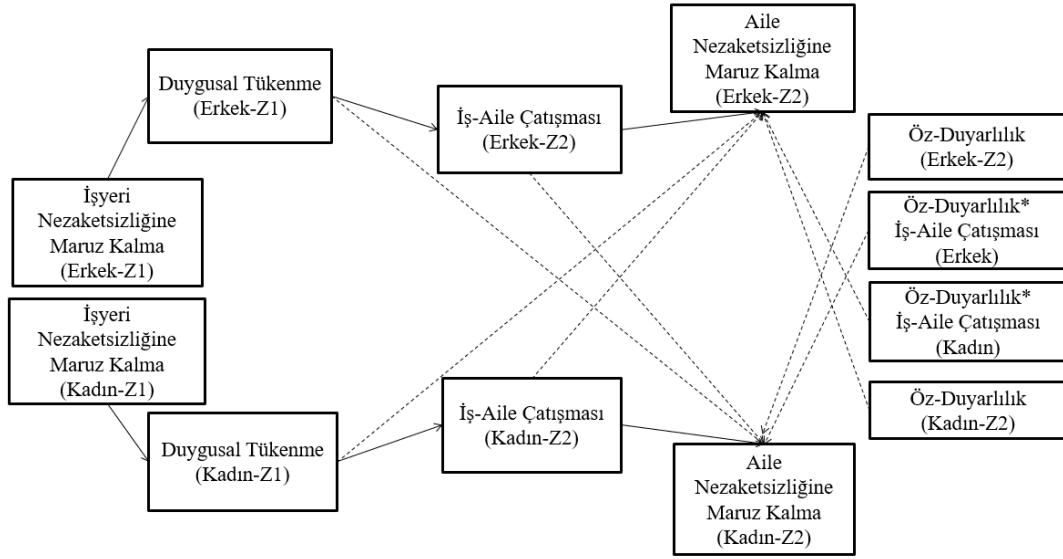 Aile
Nezaketsizliğine
Maruz Kalma
(Erkek-Z2)
Duygusal Tükenme
(Erkek-Z1)
İş-Aile Çatışması
(Erkek-Z2)
Öz-Duyarlılık
(Erkek-Z2)
İşyeri
Nezaketsizliğine
Maruz Kalma
(Erkek-Z1)
Öz-Duyarlılık*
İş-Aile Çatışması
(Erkek)
İşyeri
Nezaketsizliğine
Maruz Kalma
(Kadın-Z1)
Öz-Duyarlılık*
İş-Aile Çatışması
(Kadın)
Duygusal Tükenme
(Kadın-Z1)
İş-Aile Çatışması
(Kadın-Z2)
Öz-Duyarlılık
(Kadın-Z2)
Aile
Nezaketsizliğine
Maruz Kalma
(Kadın-Z2)